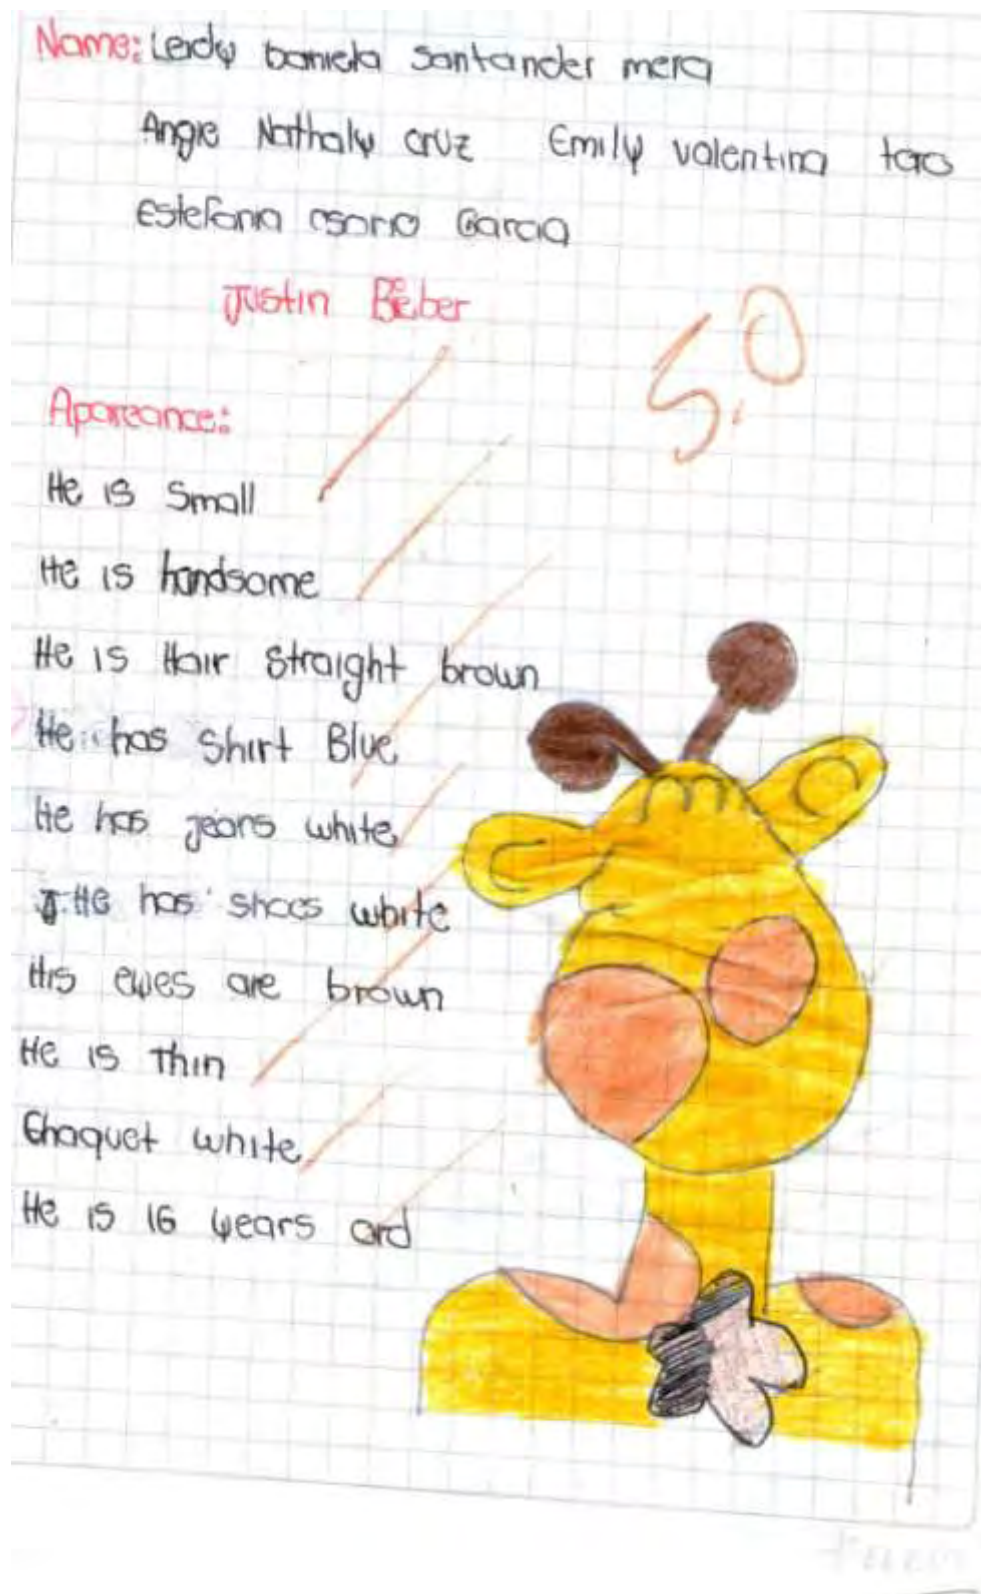 Name: Leidy daniela Santander mera
Angie Nathaly cruz Emily valentina toro
Estefania osorio Garcia
Justin Bieber
5.0
Apareance:
He is Small
He is handsome
He is Hair Straight brown
He has Shirt Blue
He has jeans white
He has shoes white
His eyes are brown
He is Thin
Chaquet white
He is 16 years ord